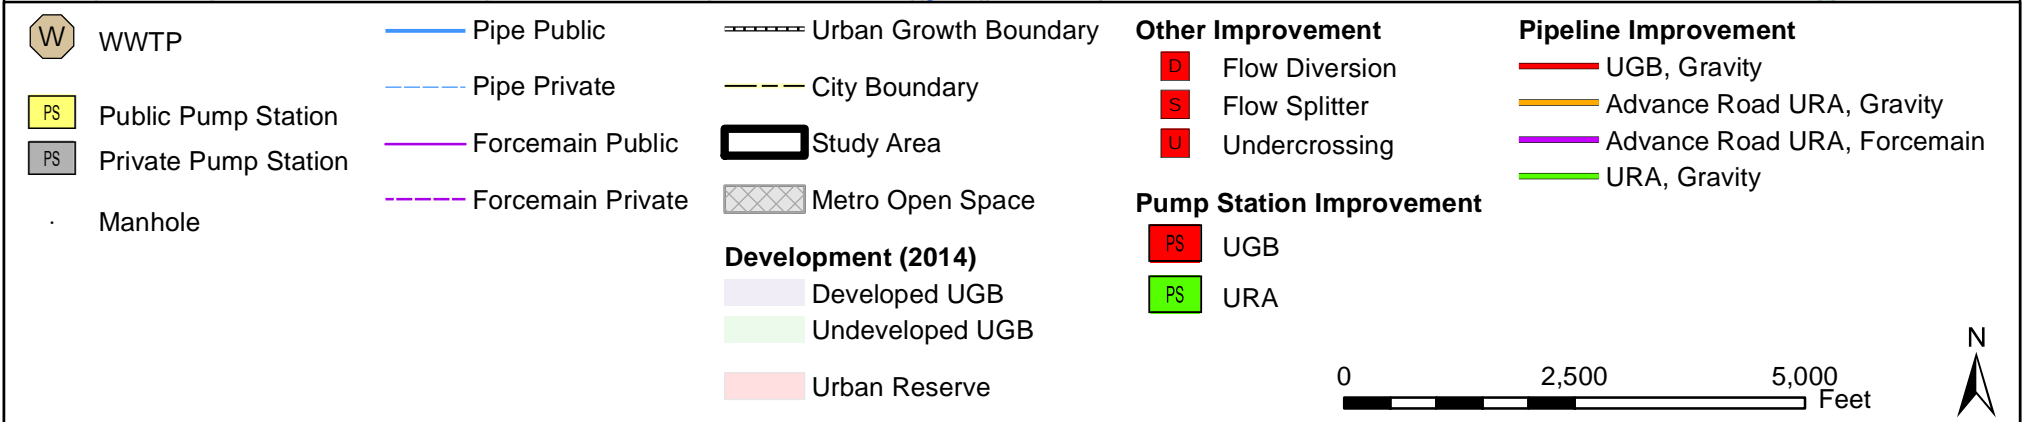 W WWTP
PS Public Pump Station
PS Private Pump Station
Manhole
Pipe Public
Pipe Private
Forcemain Public
Forcemain Private
Urban Growth Boundary
City Boundary
Study Area
Metro Open Space
Development (2014)
Developed UGB
Undeveloped UGB
Urban Reserve
Other Improvement
D Flow Diversion
S Flow Splitter
U Undercrossing
Pump Station Improvement
PS UGB
PS URA
Pipeline Improvement
UGB, Gravity
Advance Road URA, Gravity
Advance Road URA, Forcemain
URA, Gravity
0 2,500 5,000
Feet
N